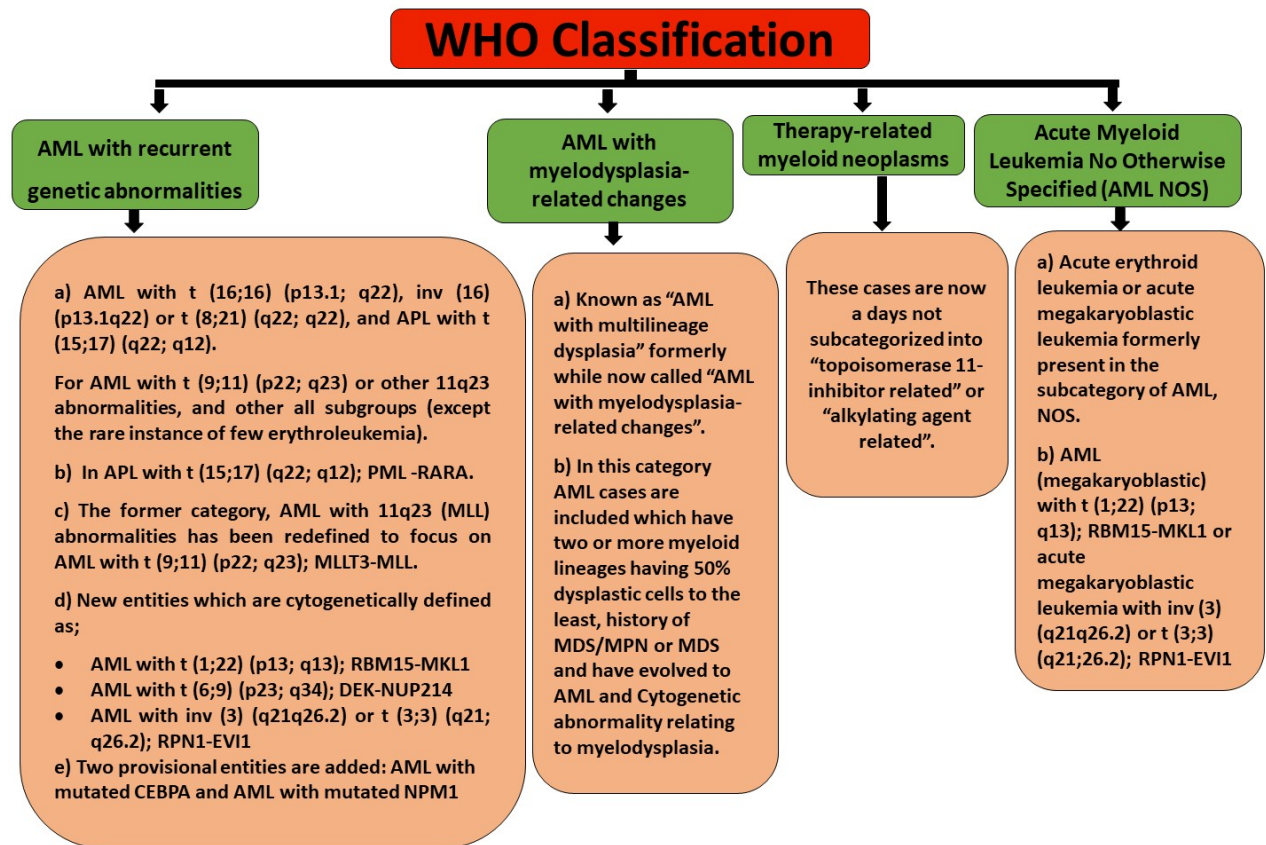 WHO Classification
AML with recurrent
genetic abnormalities
a) AML with t (16;16) (p13.1; q22), inv (16)
(p13.1q22) or t (8;21) (q22; q22), and APL with t
(15;17) (q22; q12).
For AML with t (9;11) (p22; q23) or other 11q23
abnormalities, and other all subgroups (except
the rare instance of few erythroleukemia).
b) In APL with t (15;17) (q22; q12); PML -RARA.
c) The former category, AML with 11q23 (MLL)
abnormalities has been redefined to focus on
AML with t (9;11) (p22; q23); MLLT3-MLL.
d) New entities which are cytogenetically defined
as;
• AML with t (1;22) (p13; q13); RBM15-MKL1
• AML with t (6;9) (p23; q34); DEK-NUP214
• AML with inv (3) (q21q26.2) or t (3;3) (q21;
q26.2); RPN1-EVI1
e) Two provisional entities are added: AML with
mutated CEBPA and AML with mutated NPM1
AML with
myelodysplasia-
related changes
a) Known as “AML
with multilineage
dysplasia” formerly
while now called “AML
with myelodysplasia-
related changes”.
b) In this category
AML cases are
included which have
two or more myeloid
lineages having 50%
dysplastic cells to the
least, history of
MDS/MPN or MDS
and have evolved to
AML and Cytogenetic
abnormality relating
to myelodysplasia.
Therapy-related
myeloid neoplasms
These cases are now
a days not
subcategorized into
“topoisomerase 11-
inhibitor related” or
“alkylating agent
related”.
Acute Myeloid
Leukemia No Otherwise
Specified (AML NOS)
a) Acute erythroid
leukemia or acute
megakaryoblastic
leukemia formerly
present in the
subcategory of AML,
NOS.
b) AML
(megakaryoblastic)
with t (1;22) (p13;
q13); RBM15-MKL1 or
acute
megakaryoblastic
leukemia with inv (3)
(q21q26.2) or t (3;3)
(q21;26.2); RPN1-EVI1